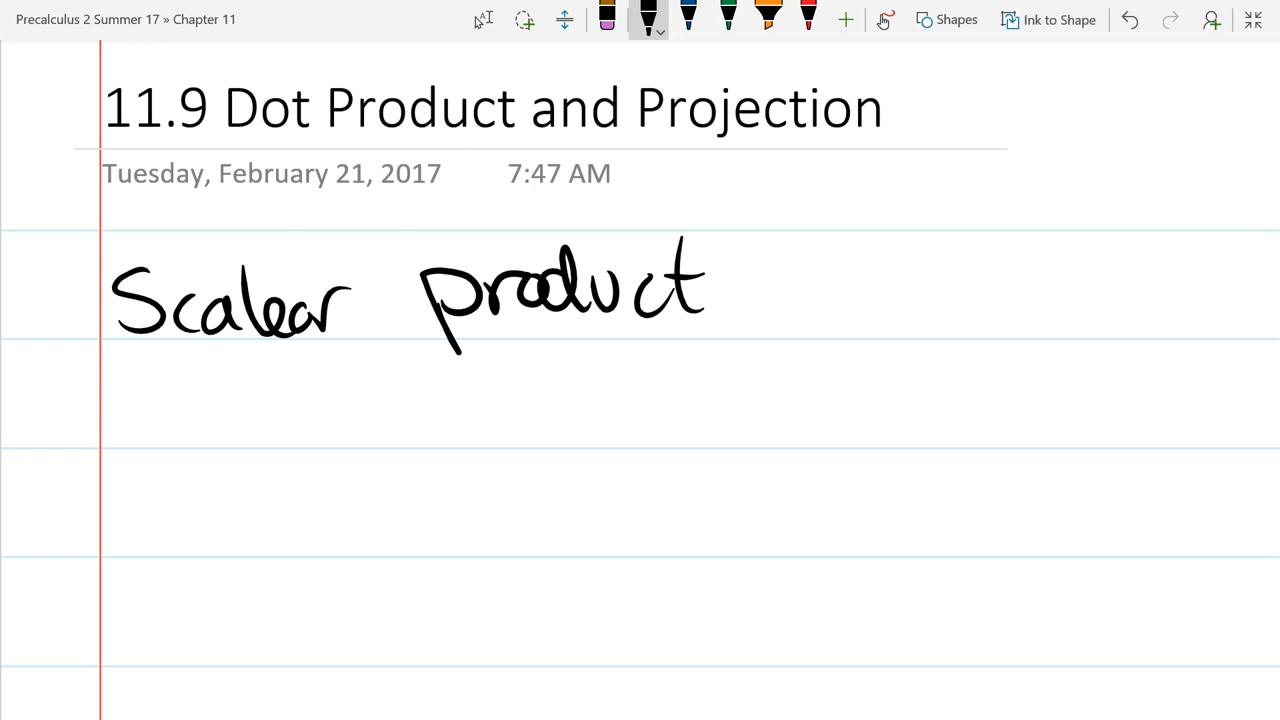 Precalculus 2 Summer 17 » Chapter 11
Shapes
Ink to Shape
11.9 Dot Product and Projection
Tuesday, February 21, 2017 7:47 AM
Scalear product